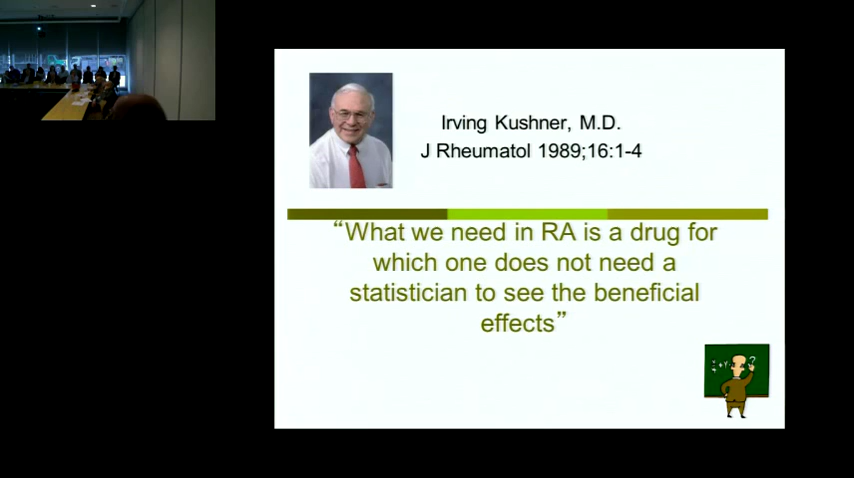 Irving Kushner, M.D.
J Rheumatol 1989;16:1-4
“What we need in RA is a drug for
which one does not need a
statistician to see the beneficial
effects”